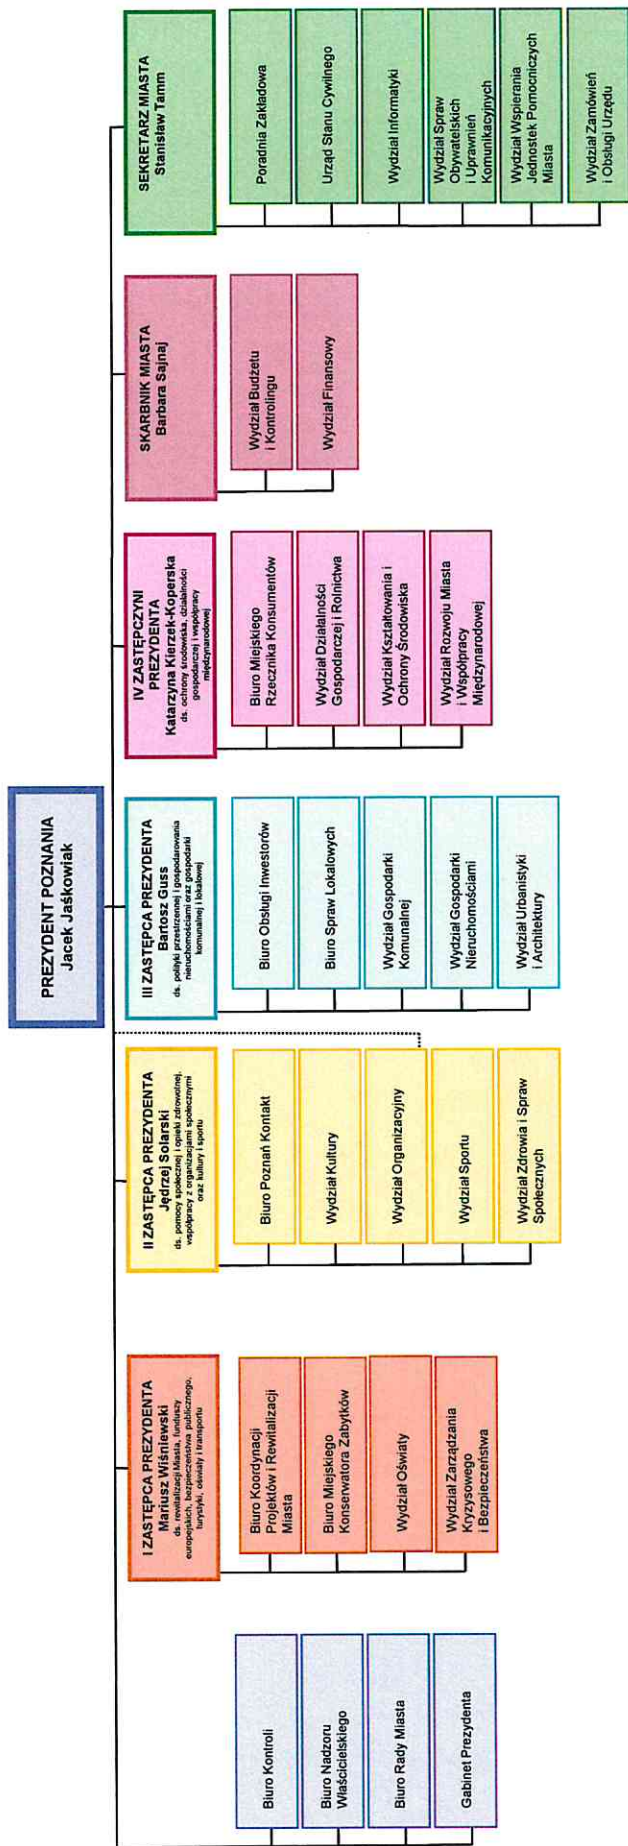 PREZYDENT POZNANIA
Jacek Jaśkowiak
Biuro Kontroli
Biuro Nadzoru
Właścicielskiego
Biuro Rady Miasta
Gabinet Prezydenta
I ZASTĘPCA PREZYDENTA
Mariusz Wiśniewski
ds. rewitalizacji Miasta, funduszy
europejskich, bezpieczeństwa publicznego,
turystyki, oświaty i transportu
Biuro Koordynacji
Projektów i Rewitalizacji
Miasta
Biuro Miejskiego
Konserwatora Zabytków
Wydział Oświaty
Wydział Zarządzania
Kryzysowego
i Bezpieczeństwa
II ZASTĘPCA PREZYDENTA
Jędrzej Solarski
ds. pomocy społecznej i opieki zdrowotnej,
współpracy z organizacjami społecznymi
oraz kultury i sportu
Biuro Poznań Kontakt
Wydział Kultury
Wydział Organizacyjny
Wydział Sportu
Wydział Zdrowia i Spraw
Społecznych
III ZASTĘPCA PREZYDENTA
Bartosz Guss
ds. polityki przestrzennej i gospodarowania
nieruchomościami oraz gospodarki
komunalnej i lokalowej
Biuro Obsługi Inwestorów
Biuro Spraw Lokalowych
Wydział Gospodarki
Komunalnej
Wydział Gospodarki
Nieruchomościami
Wydział Urbanistyki
i Architektury
IV ZASTĘPCZYNI
PREZYDENTA
Katarzyna Kierzek-Koperska
ds. ochrony środowiska, działalności
gospodarczej i współpracy
międzynarodowej
Biuro Miejskiego
Rzecznika Konsumentów
Wydział Działalności
Gospodarczej i Rolnictwa
Wydział Kształtowania i
Ochrony Środowiska
Wydział Rozwoju Miasta
i Współpracy
Międzynarodowej
SKARBNIK MIASTA
Barbara Sajnaj
Wydział Budżetu
i Kontrolingu
Wydział Finansowy
SEKRETARZ MIASTA
Stanisław Tamm
Poradnia Zakładowa
Urząd Stanu Cywilnego
Wydział Informatyki
Wydział Spraw
Obywatelskich
i Uprawnień
Komunikacyjnych
Wydział Wspierania
Jednostek Pomocniczych
Miasta
Wydział Zamówień
i Obsługi Urzędu